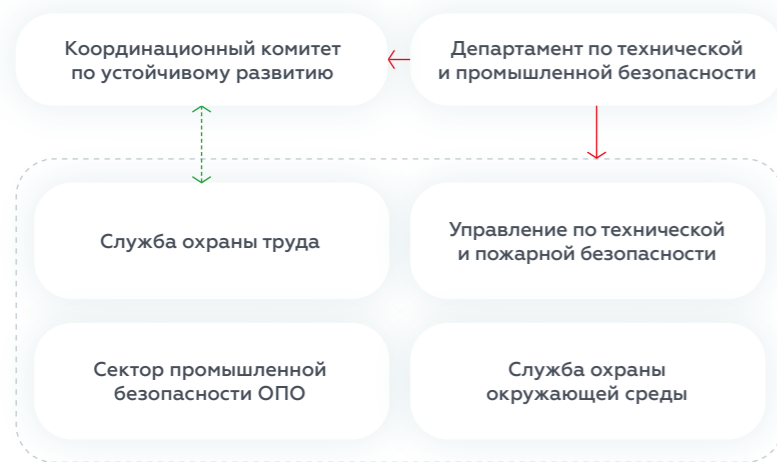 Координационный комитет
по устойчивому развитию
Департамент по технической
и промышленной безопасности
Служба охраны труда
Управление по технической
и пожарной безопасности
Сектор промышленной
безопасности ОПО
Служба охраны
окружающей среды